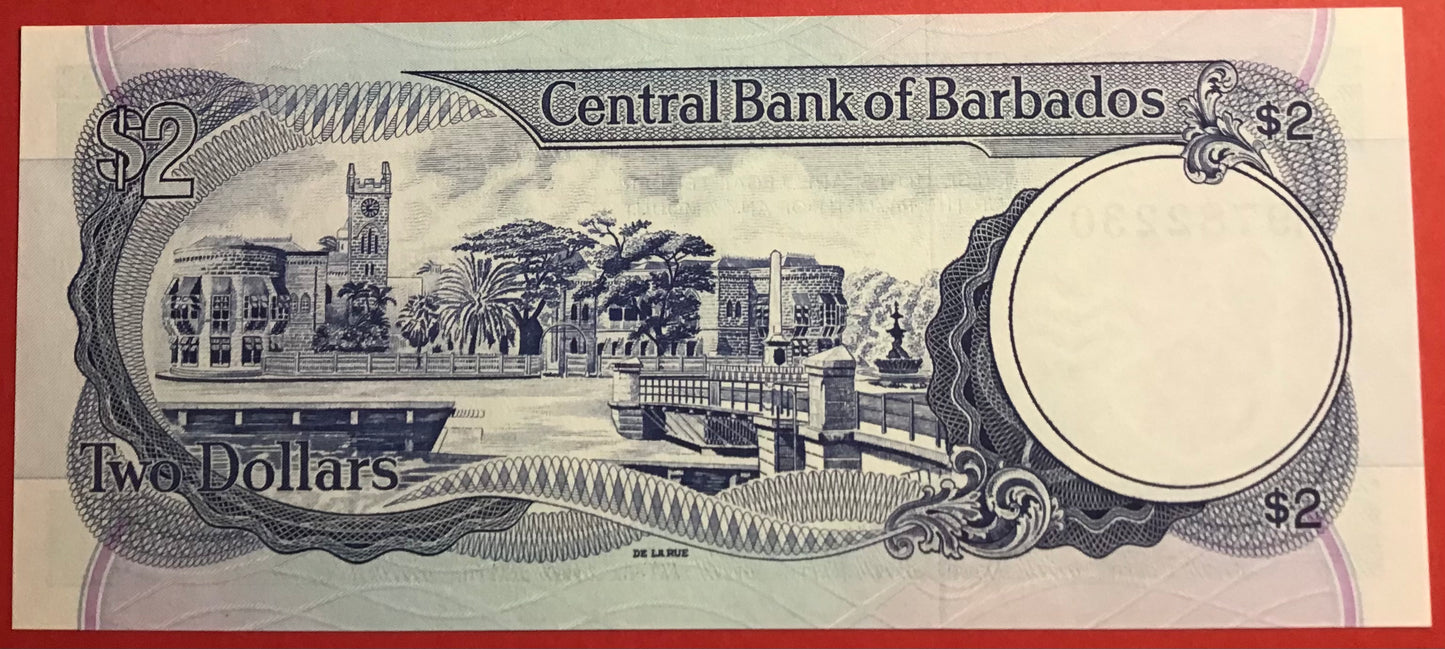 Central Bank of Barbados
$2
$2
Two Dollars
$2
DE LA RUE